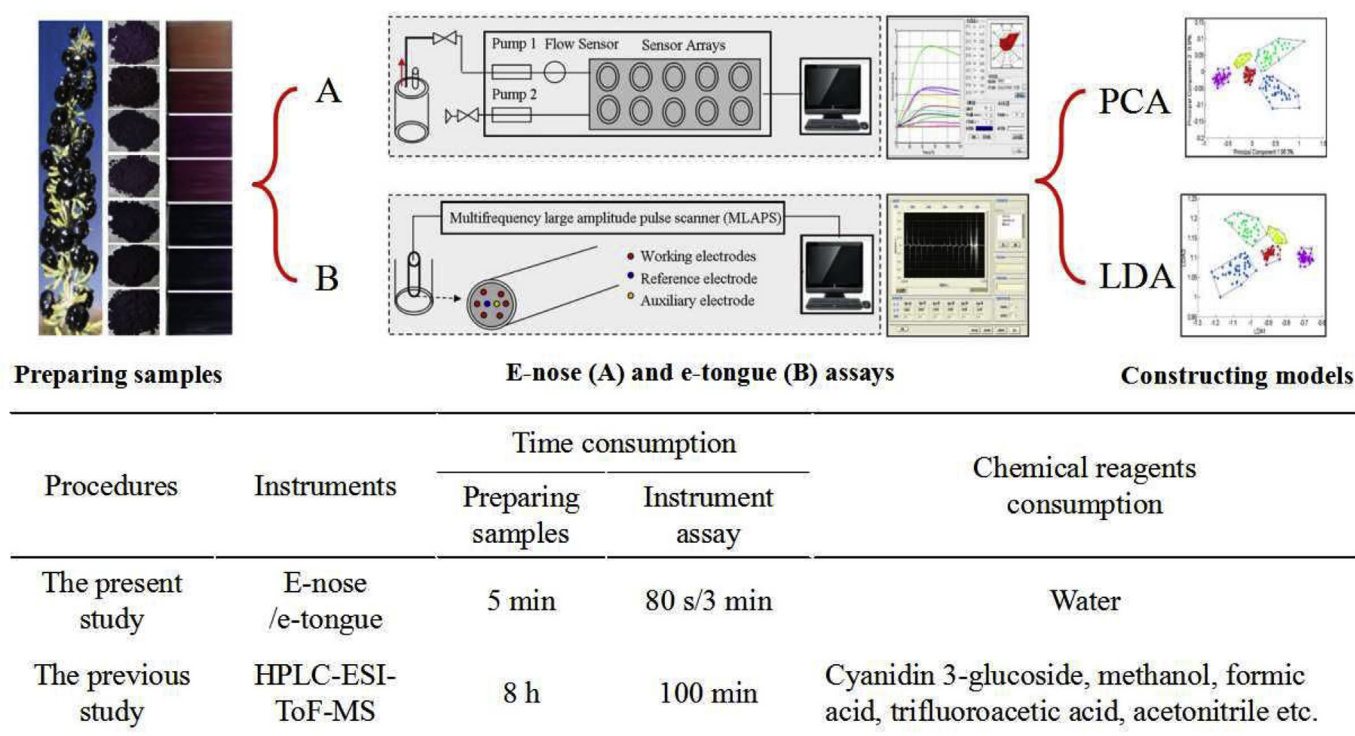 A
B
Pump 1
Flow Sensor
Sensor Arrays
Pump 2
Multifrequency large amplitude pulse scanner (MLAPS)
Working electrodes
Reference electrode
Auxiliary electrode
PCA
LDA
Preparing samples
E-nose (A) and e-tongue (B) assays
Constructing models
Procedures
Instruments
Time consumption
Preparing
samples
Instrument
assay
Chemical reagents
consumption
The present
study
E-nose
/e-tongue
5 min
80 s/3 min
Water
The previous
study
HPLC-ESI-
ToF-MS
8 h
100 min
Cyanidin 3-glucoside, methanol, formic
acid, trifluoroacetic acid, acetonitrile etc.